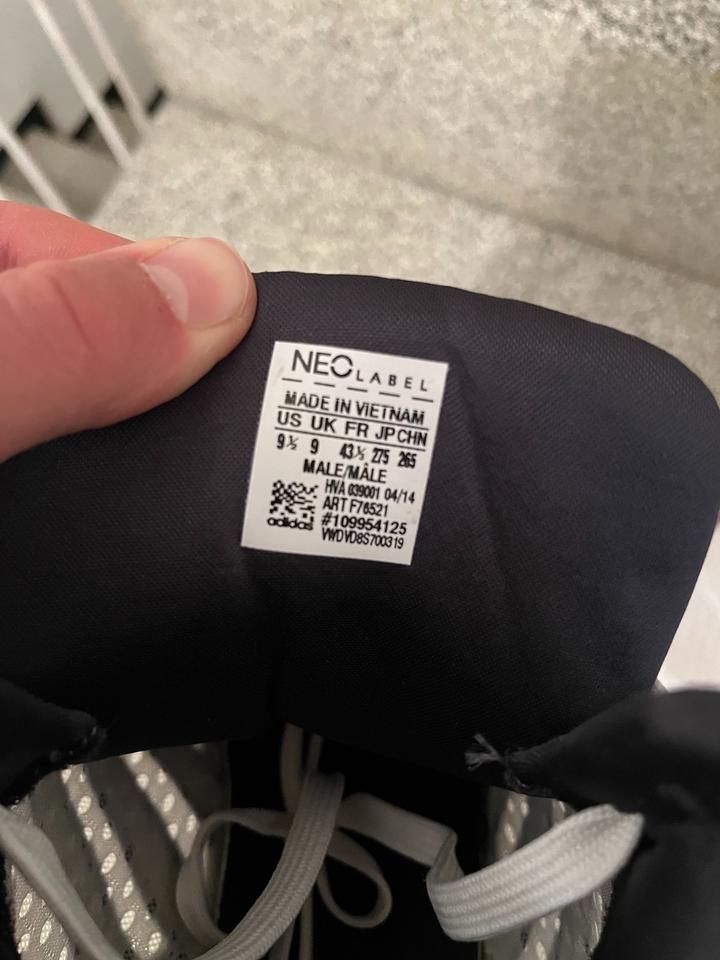 NEO LABEL
MADE IN VIETNAM
US UK FR JP CHN
9½ 9 43⅓ 275 265
MALE/MÂLE
HVA 039001 04/14
ART F76521
#109954125
VWDVD8S700319
adidas